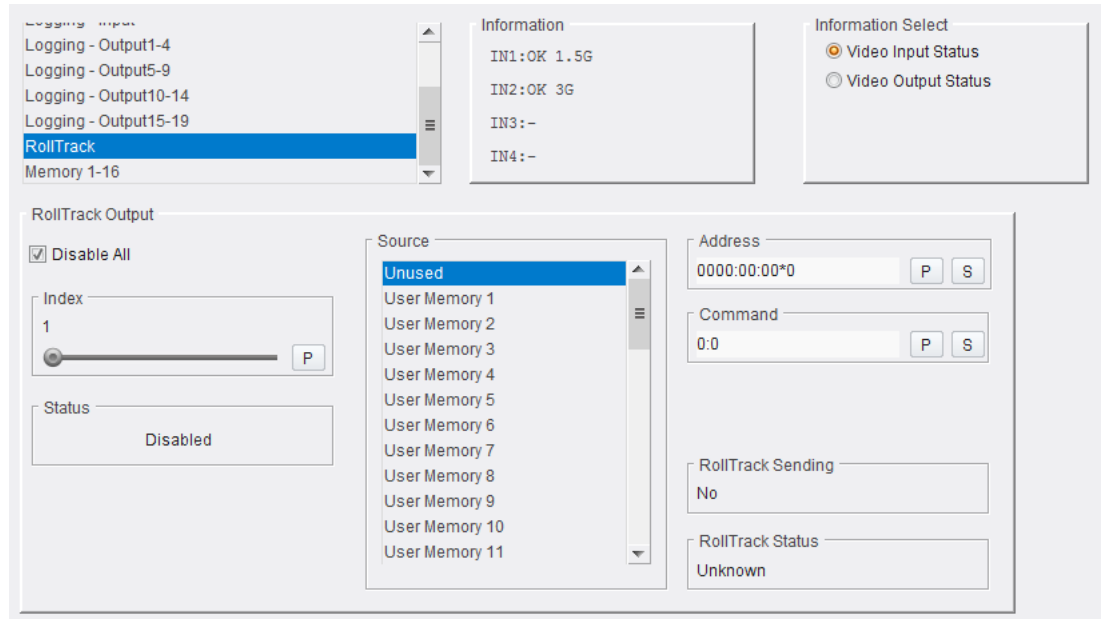 Logging - Input
Logging - Output1-4
Logging - Output5-9
Logging - Output10-14
Logging - Output15-19
RollTrack
Memory 1-16
Information
IN1:OK 1.5G
IN2:OK 3G
IN3:-
IN4:-
Information Select
Video Input Status
Video Output Status
RollTrack Output
Disable All
Index
1
P
Status
Disabled
Source
Unused
User Memory 1
User Memory 2
User Memory 3
User Memory 4
User Memory 5
User Memory 6
User Memory 7
User Memory 8
User Memory 9
User Memory 10
User Memory 11
Address
0000:00:00*0 P S
Command
0:0 P S
RollTrack Sending
No
RollTrack Status
Unknown